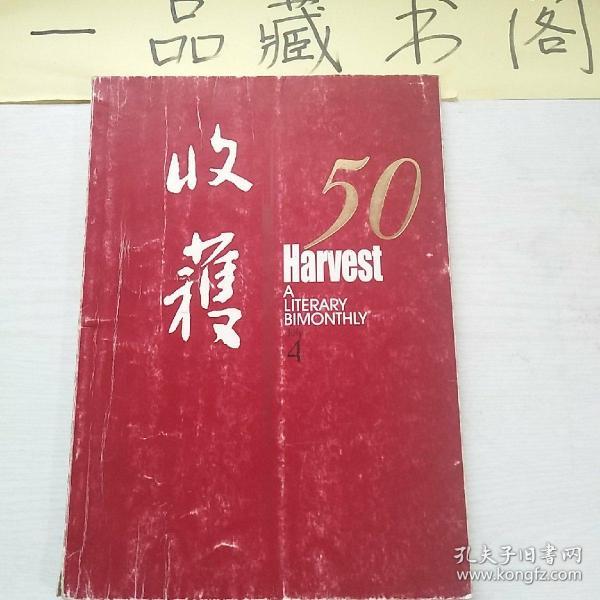 一品藏书阁
收穫
50
Harvest
A
LITERARY
BIMONTHLY
4
孔夫子旧书网
www.kongfz.com